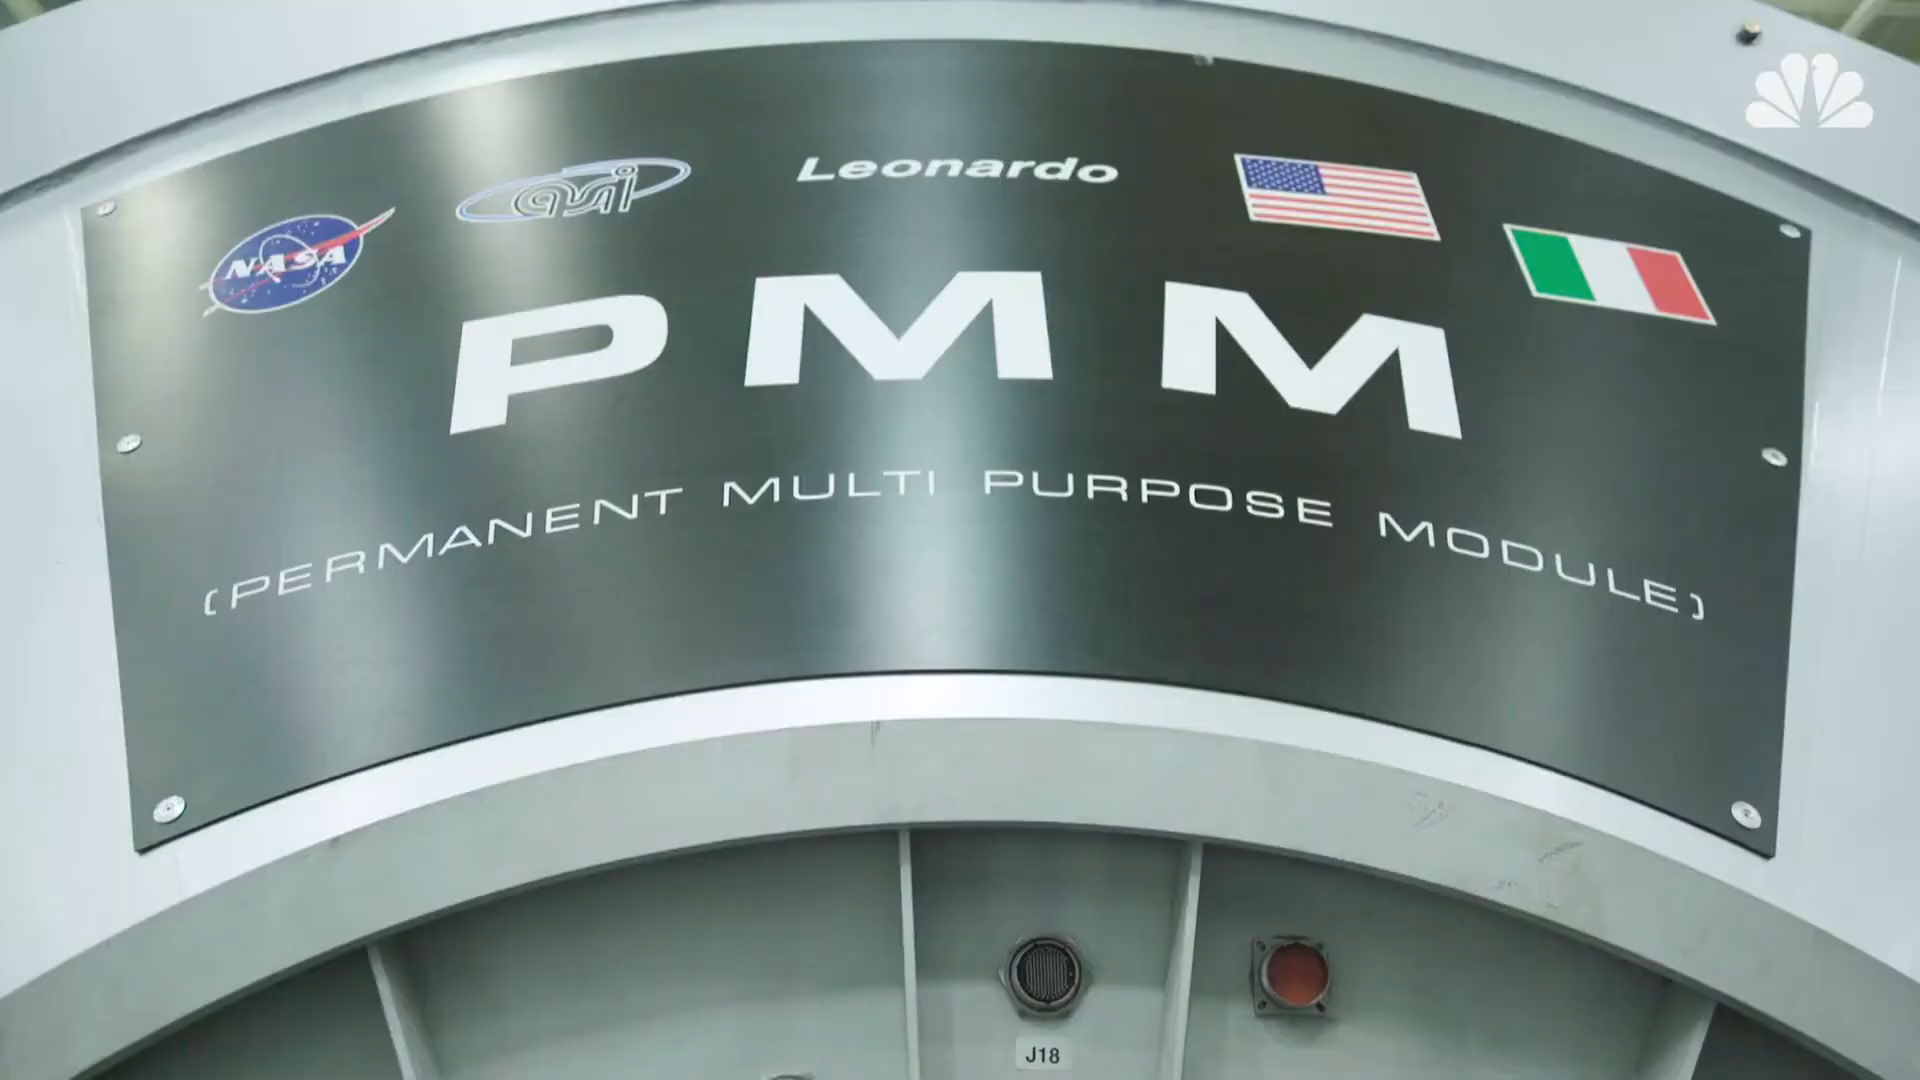 NASA
asi
Leonardo
PMM
(PERMANENT MULTI PURPOSE MODULE)
J18